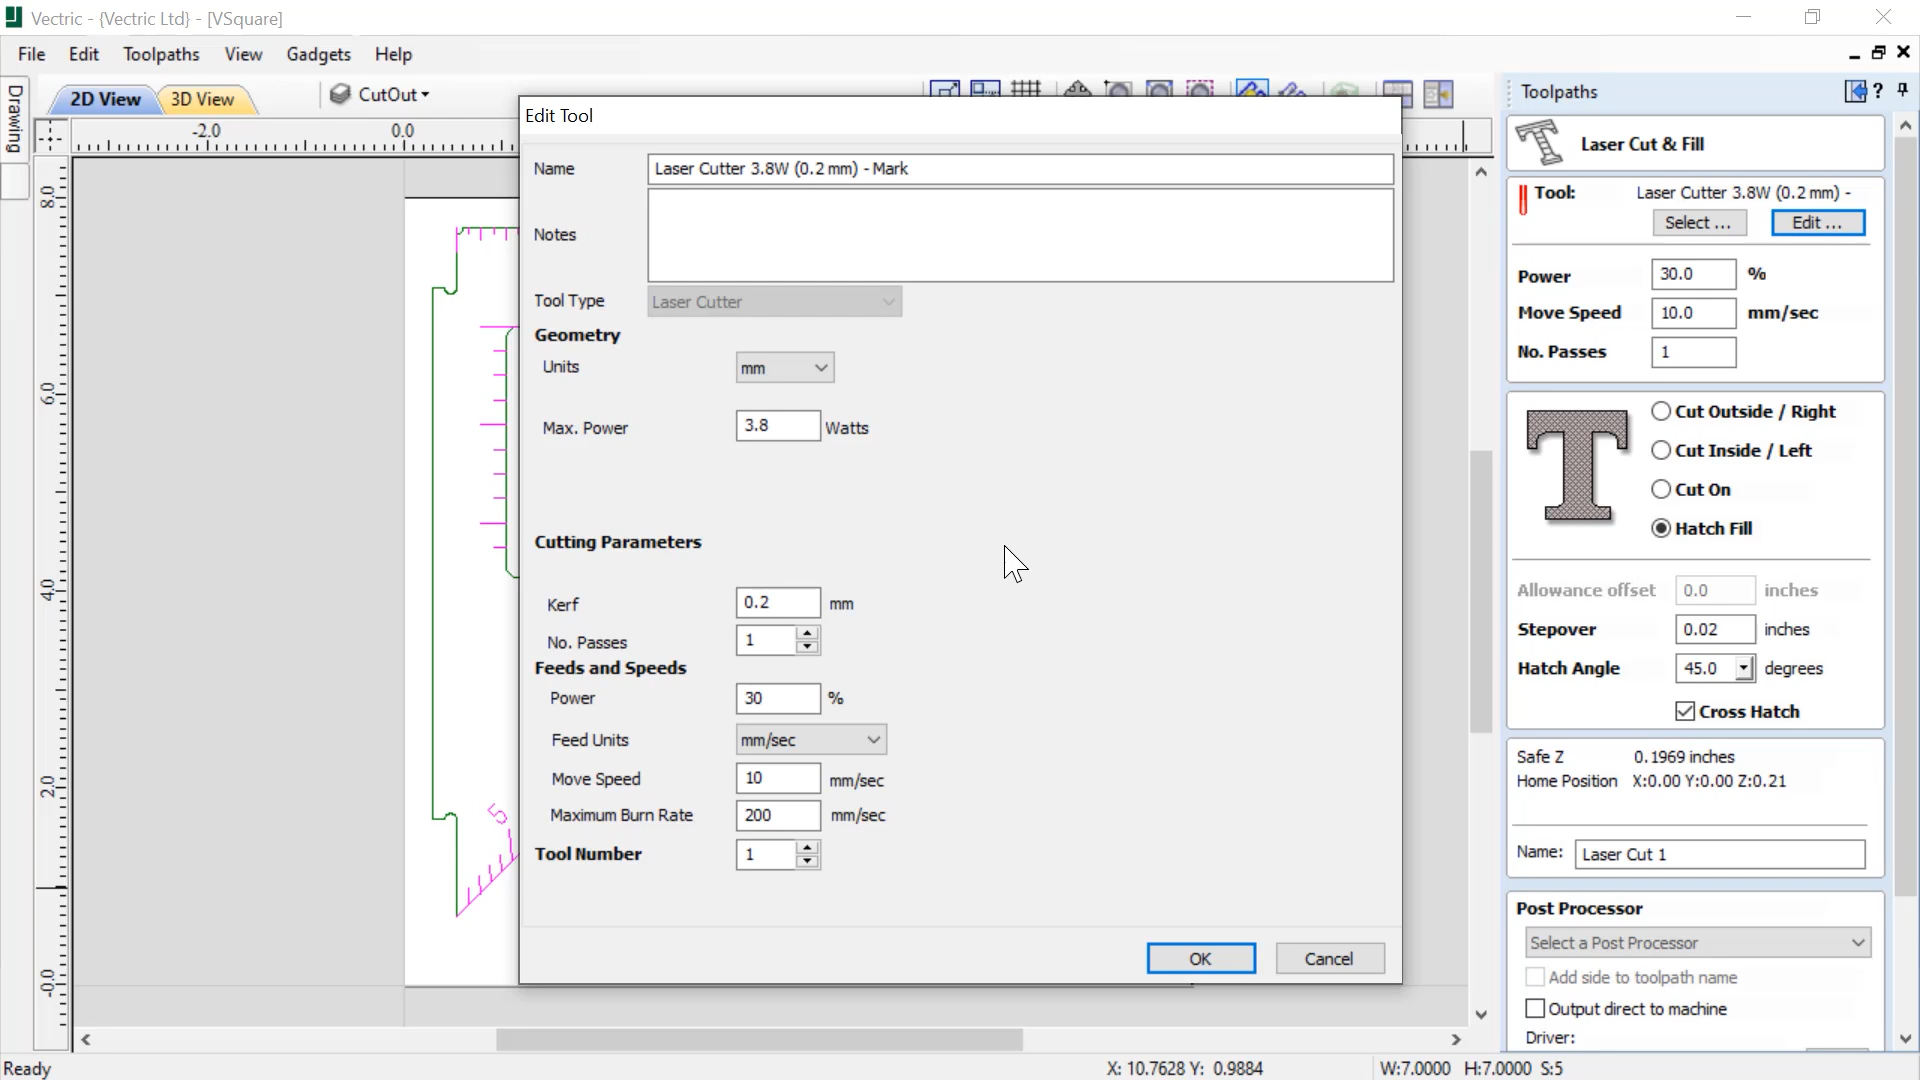 Vectric - {Vectric Ltd} - [VSquare]
File Edit Toolpaths View Gadgets Help
Drawing
2D View 3D View CutOut
-2.0 0.0
8.0
6.0
4.0
2.0
-0.0
5
Edit Tool
Name Laser Cutter 3.8W (0.2 mm) - Mark
Notes
Tool Type Laser Cutter
Geometry
Units mm
Max. Power 3.8 Watts
Cutting Parameters
Kerf 0.2 mm
No. Passes 1
Feeds and Speeds
Power 30 %
Feed Units mm/sec
Move Speed 10 mm/sec
Maximum Burn Rate 200 mm/sec
Tool Number 1
OK Cancel
Toolpaths ?
Laser Cut & Fill
Tool: Laser Cutter 3.8W (0.2 mm) -
Select ... Edit ...
Power 30.0 %
Move Speed 10.0 mm/sec
No. Passes 1
Cut Outside / Right
Cut Inside / Left
Cut On
Hatch Fill
Allowance offset 0.0 inches
Stepover 0.02 inches
Hatch Angle 45.0 degrees
Cross Hatch
Safe Z 0.1969 inches
Home Position X:0.00 Y:0.00 Z:0.21
Name: Laser Cut 1
Post Processor
Select a Post Processor
Add side to toolpath name
Output direct to machine
Driver:
Ready X: 10.7628 Y: 0.9884 W:7.0000 H:7.0000 S:5